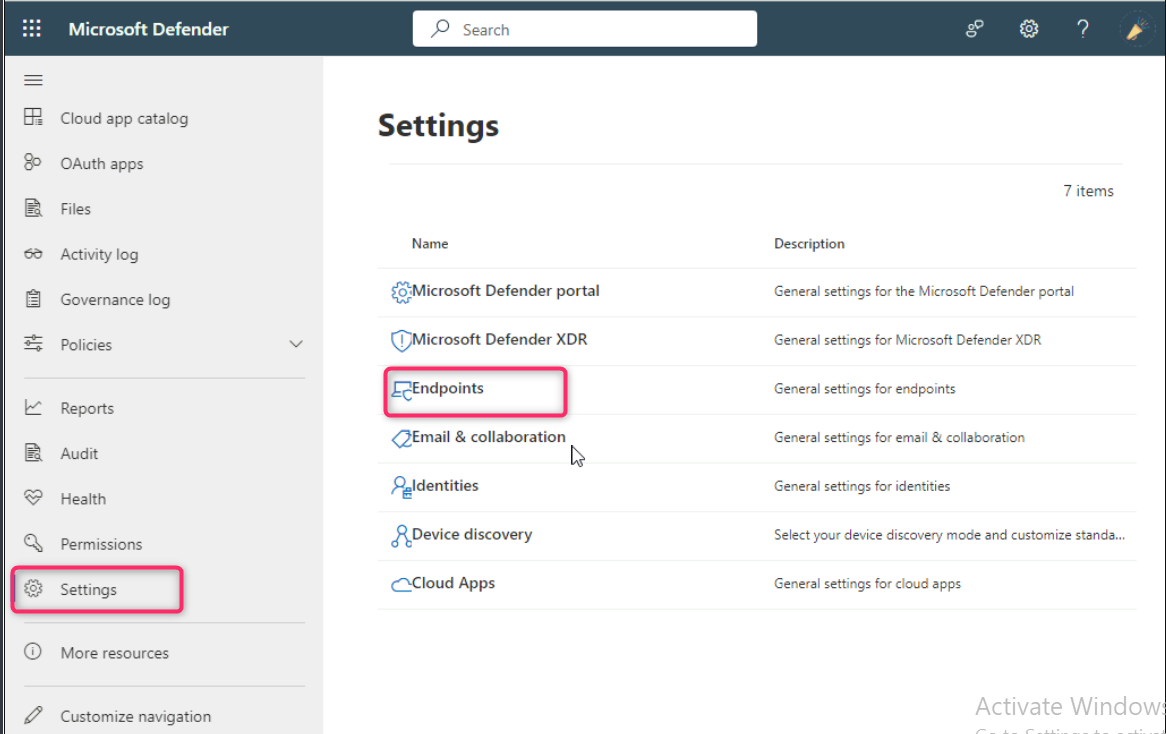 Microsoft Defender
Search
?
Cloud app catalog
OAuth apps
Files
Activity log
Governance log
Policies
Reports
Audit
Health
Permissions
Settings
More resources
Customize navigation
Settings
7 items
Name Description
Microsoft Defender portal General settings for the Microsoft Defender portal
Microsoft Defender XDR General settings for Microsoft Defender XDR
Endpoints General settings for endpoints
Email & collaboration General settings for email & collaboration
Identities General settings for identities
Device discovery Select your device discovery mode and customize standa...
Cloud Apps General settings for cloud apps
Activate Windows
Go to Settings to